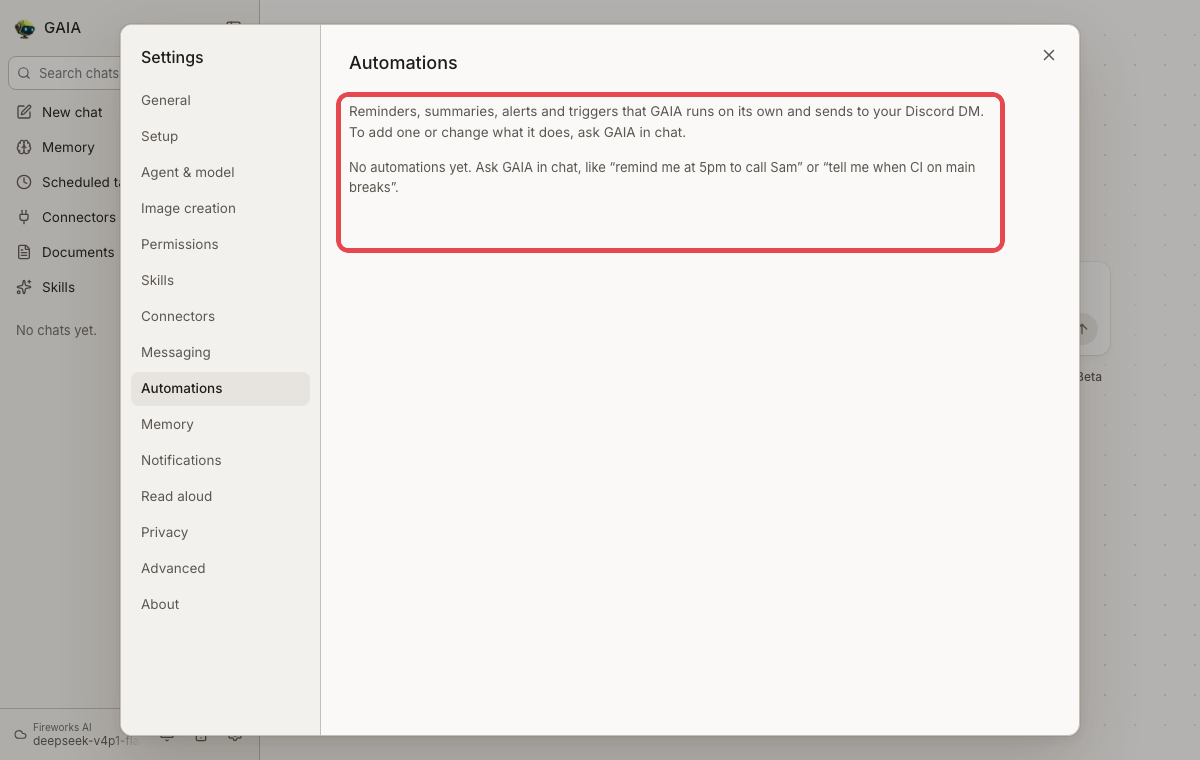 GAIA
Search chats
New chat
Memory
Scheduled
Connectors
Documents
Skills
No chats yet.
Fireworks AI
Settings
General
Setup
Agent & model
Image creation
Permissions
Skills
Connectors
Messaging
Automations
Memory
Notifications
Read aloud
Privacy
Advanced
About
Automations
Reminders, summaries, alerts and triggers that GAIA runs on its own and sends to your Discord DM.
To add one or change what it does, ask GAIA in chat.
No automations yet. Ask GAIA in chat, like “remind me at 5pm to call Sam” or “tell me when CI on main
breaks”.
Beta